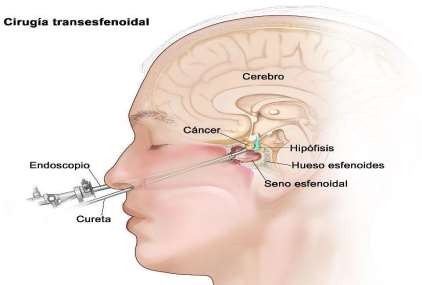 Cirugía transesfenoidal
Cerebro
Cáncer
Hipófisis
Endoscopio
Hueso esfenoides
Seno esfenoidal
Cureta